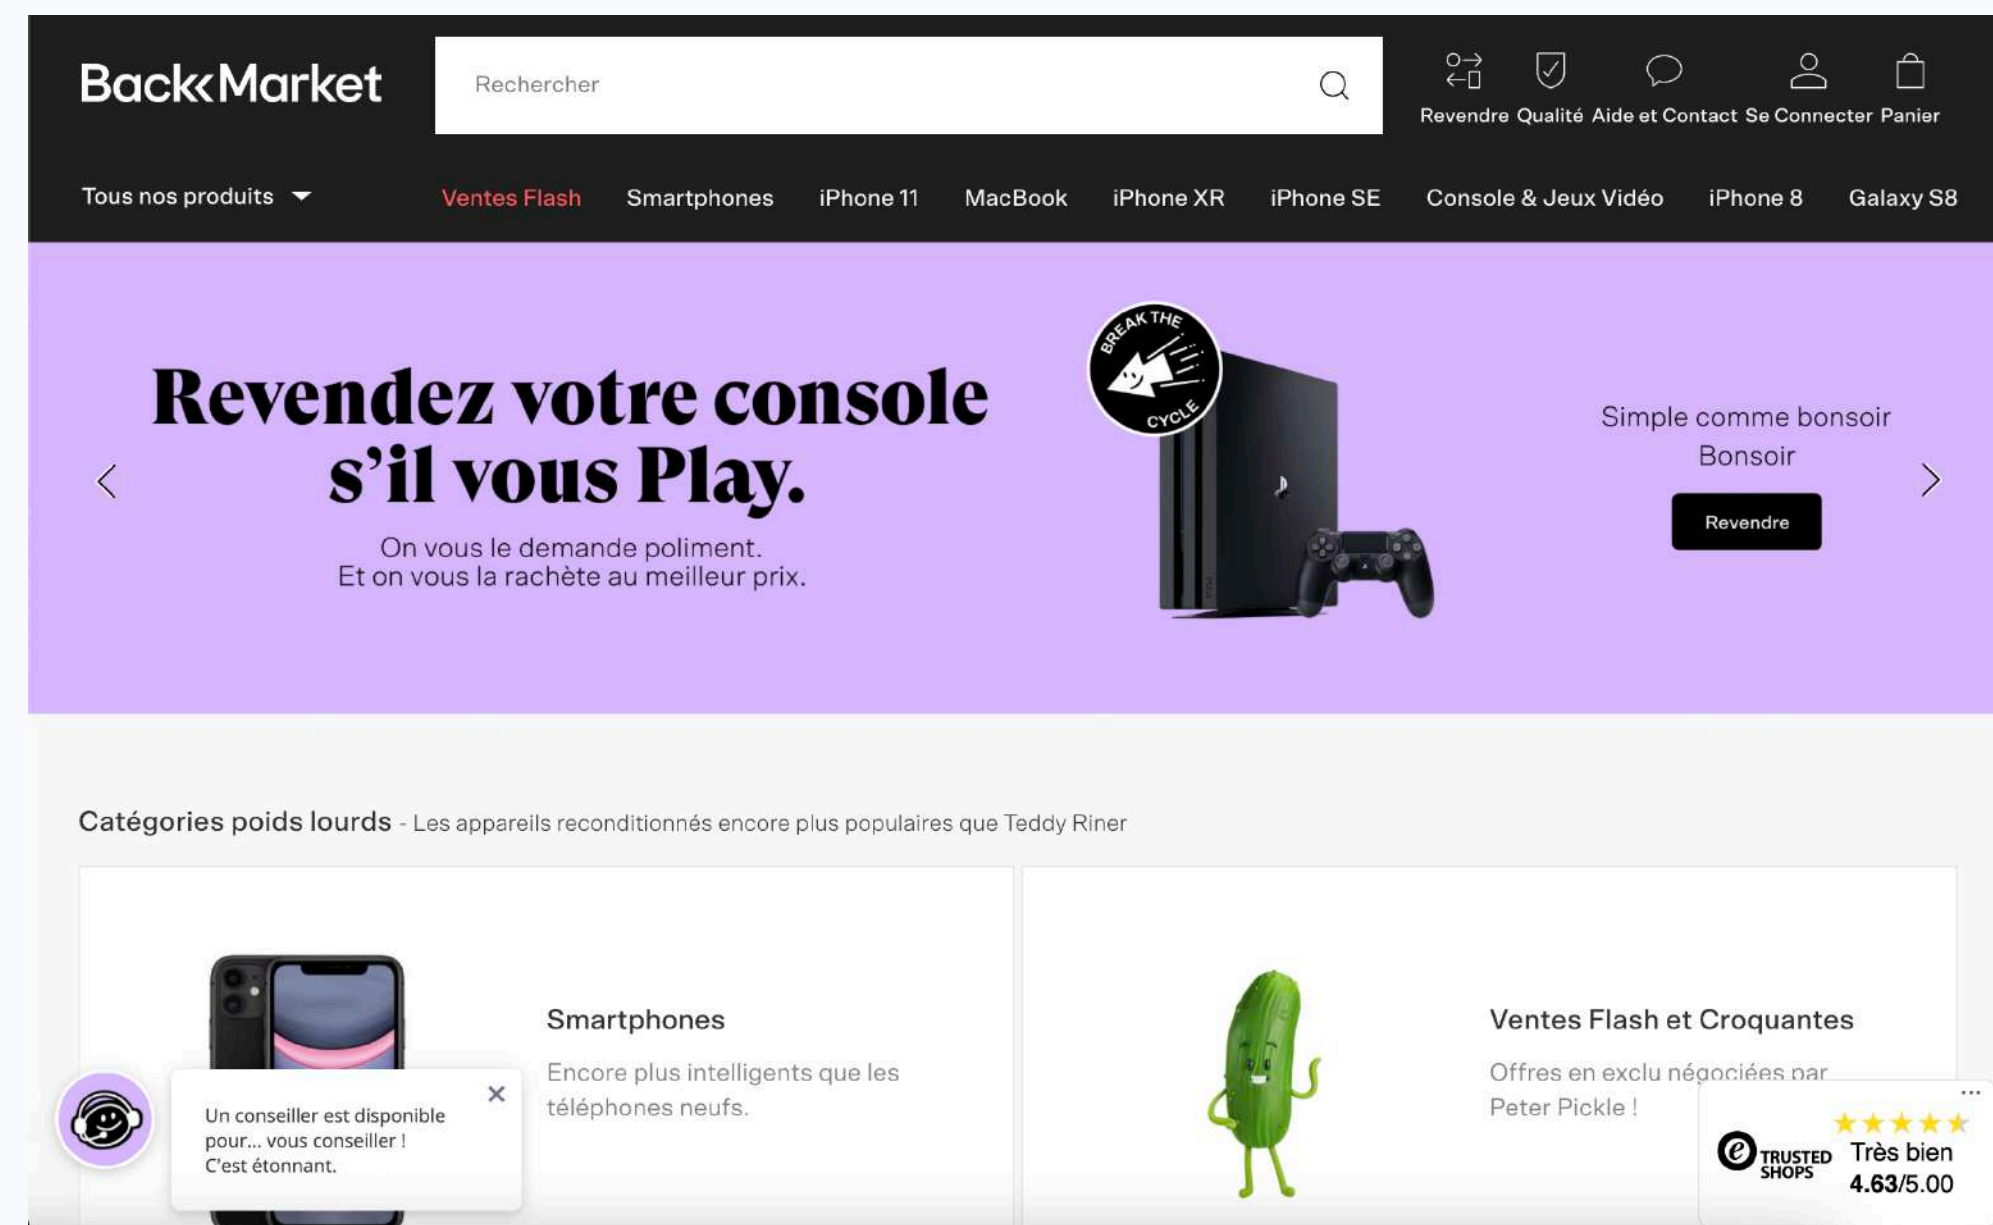 Back Market
Rechercher
Revendre Qualité Aide et Contact Se Connecter Panier
Tous nos produits
Ventes Flash Smartphones iPhone 11 MacBook iPhone XR iPhone SE Console & Jeux Vidéo iPhone 8 Galaxy S8
Revendez votre console
s’il vous Play.
On vous le demande poliment.
Et on vous la rachète au meilleur prix.
BREAK THE
CYCLE
Simple comme bonsoir
Bonsoir
Revendre
Catégories poids lourds - Les appareils reconditionnés encore plus populaires que Teddy Riner
Smartphones
Encore plus intelligents que les
téléphones neufs.
Ventes Flash et Croquantes
Offres en exclu négociées par
Peter Pickle !
Un conseiller est disponible
pour... vous conseiller !
C'est étonnant.
e TRUSTED
SHOPS
Très bien
4.63/5.00